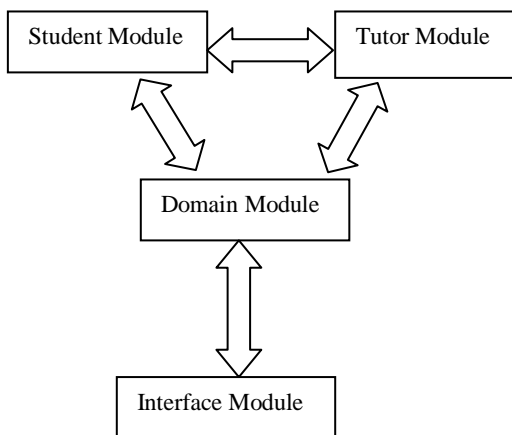 Student Module
Tutor Module
Domain Module
Interface Module